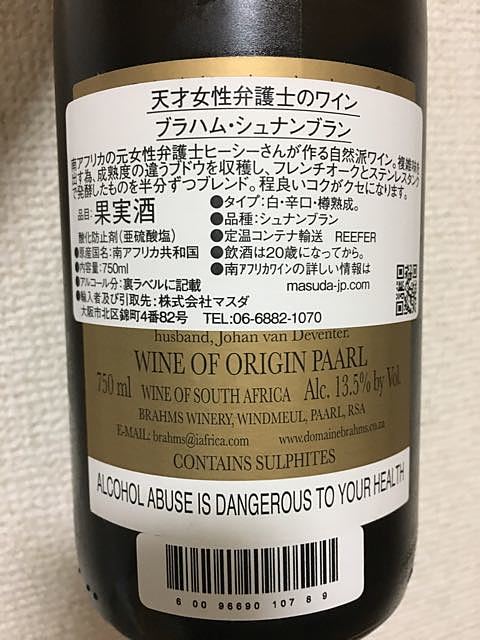 天才女性弁護士のワイン
ブラハム・シュナンブラン
南アフリカの元女性弁護士ヒーシーさんが作る自然派ワイン。複雑味を
出す為、成熟度の違うブドウを収穫し、フレンチオークとステンレスタンク
で発酵したものを半分ずつブレンド。程良いコクがクセになります。
品目:果実酒
●タイプ:白・辛口・樽熟成。
●品種:シュナンブラン
酸化防止剤(亜硫酸塩)
●定温コンテナ輸送 REEFER
●原産国名:南アフリカ共和国
●飲酒は20歳になってから。
●内容量:750ml
●南アフリカワインの詳しい情報は
●アルコール分:裏ラベルに記載
masuda-jp.com
●輸入者及び引取先:株式会社マスダ
大阪市北区錦町4番82号 TEL:06-6882-1070
husband, Johan van Deventer.
WINE OF ORIGIN PAARL
750 ml WINE OF SOUTH AFRICA Alc. 13.5% by Vol.
BRAHMS WINERY, WINDMEUL, PAARL, RSA
E-MAIL: brahms@iafrica.com www.domainebrahms.co.za
CONTAINS SULPHITES
ALCOHOL ABUSE IS DANGEROUS TO YOUR HEALTH
6 00 96690 10789